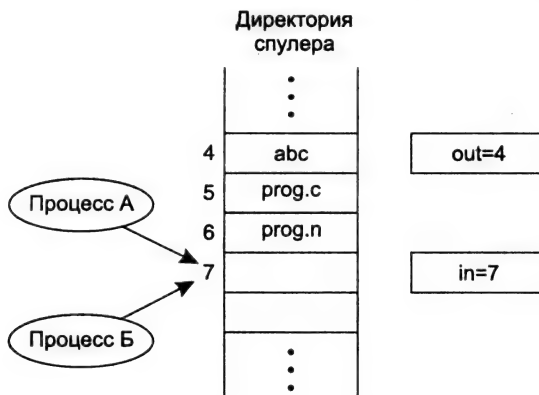 Директория
спулера
4 abc out=4
5 prog.c
Процесс А
6 prog.n
7 in=7
Процесс Б